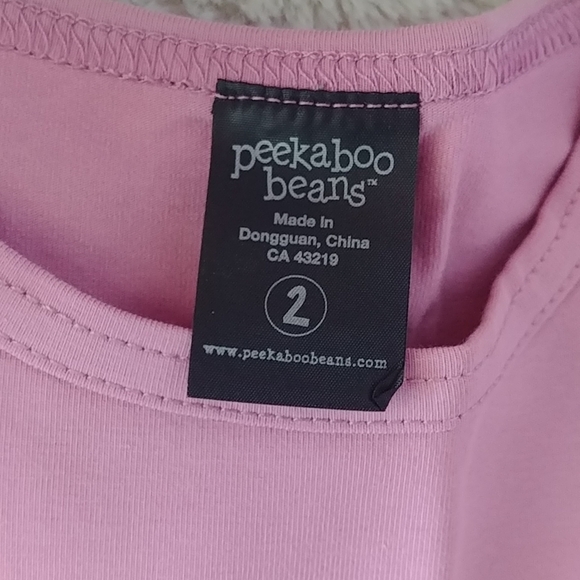 peekaboo
beans™
Made In
Dongguan, China
CA 43219
2
www.peekaboobeans.com